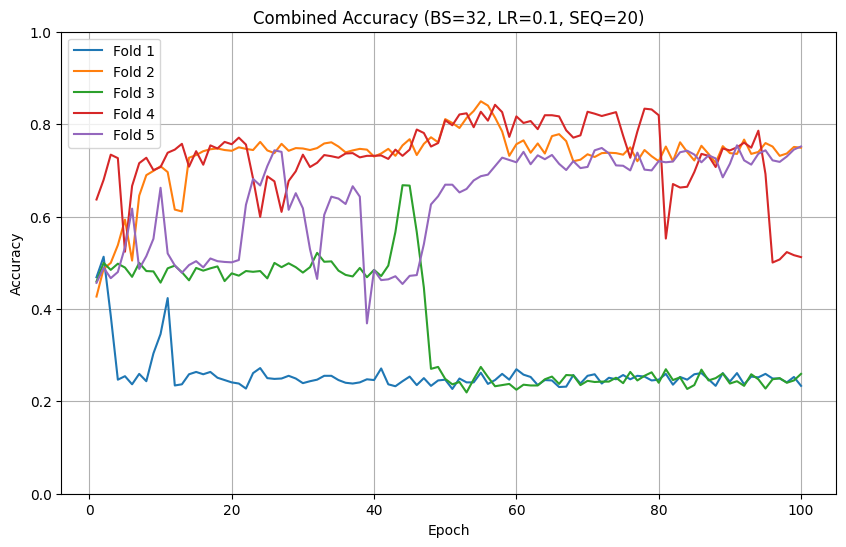 Combined Accuracy (BS=32, LR=0.1, SEQ=20)
1.0
0.8
0.6
0.4
0.2
0.0
Accuracy
Fold 1
Fold 2
Fold 3
Fold 4
Fold 5
0 20 40 60 80 100
Epoch